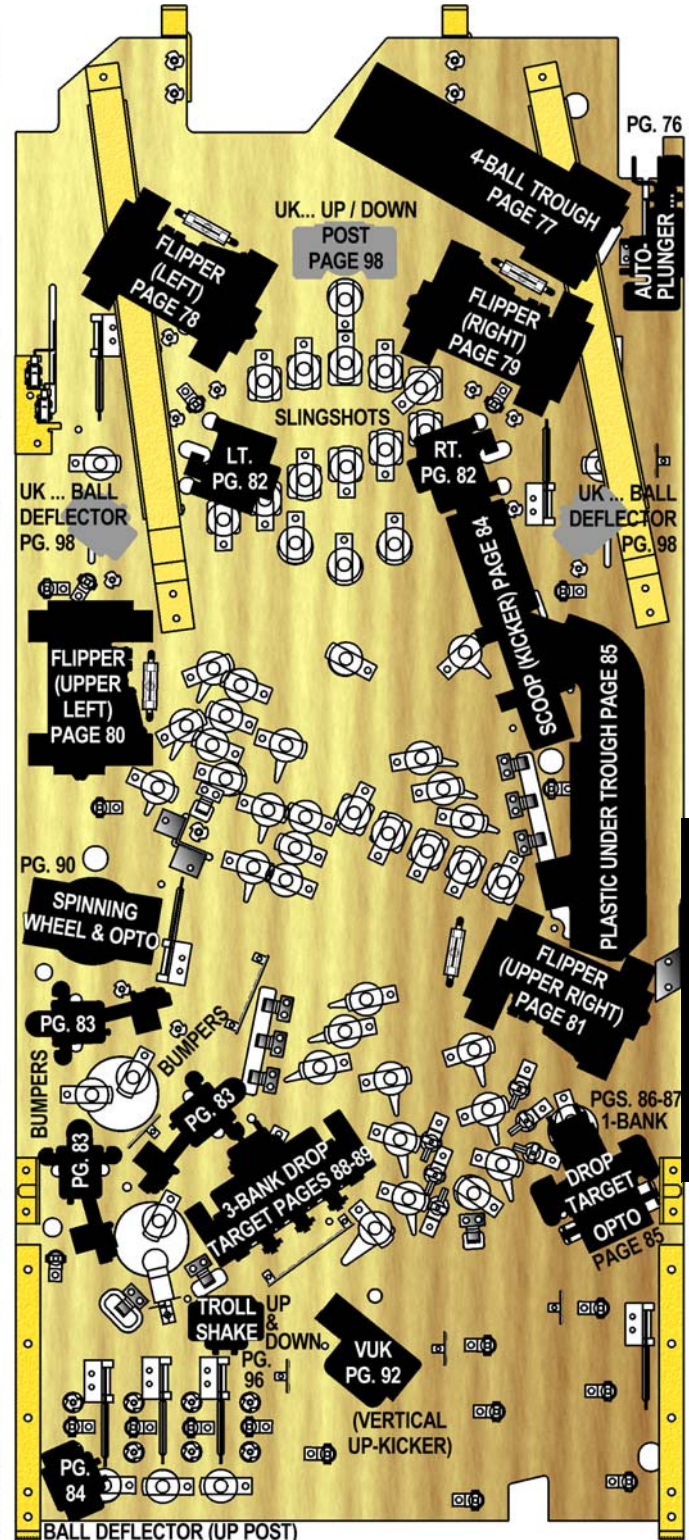 PG. 76
4-BALL TROUGH
PAGE 77
AUTO-
PLUNGER
UK... UP / DOWN
POST
PAGE 98
FLIPPER
(LEFT)
PAGE 78
FLIPPER
(RIGHT)
PAGE 79
SLINGSHOTS
LT.
PG. 82
RT.
PG. 82
UK ... BALL
DEFLECTOR
PG. 98
UK ... BALL
DEFLECTOR
PG. 98
SCOOP (KICKER) PAGE 84
FLIPPER
(UPPER
LEFT)
PAGE 80
PLASTIC UNDER TROUGH PAGE 85
PG. 90
SPINNING
WHEEL & OPTO
FLIPPER
(UPPER RIGHT)
PAGE 81
PG. 83
BUMPERS
BUMPERS
PG. 83
PG. 83
PGS. 86-87
1-BANK
DROP
TARGET
OPTO
PAGE 85
3-BANK DROP
TARGET PAGES 88-89
TROLL
SHAKE
UP
&
DOWN
PG.
96
VUK
PG. 92
(VERTICAL
UP-KICKER)
PG.
84
BALL DEFLECTOR (UP POST)